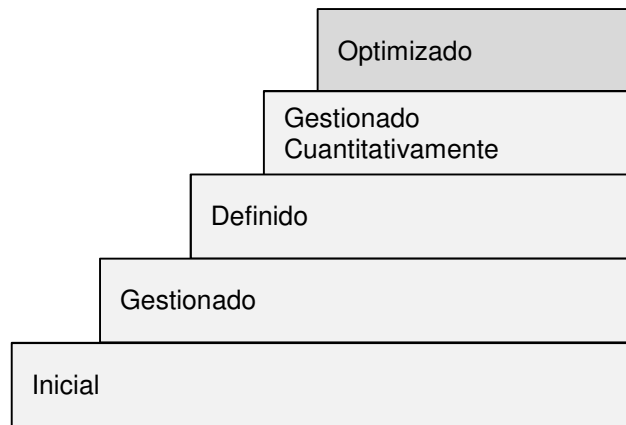 Optimizado
Gestionado
Cuantitativamente
Definido
Gestionado
Inicial